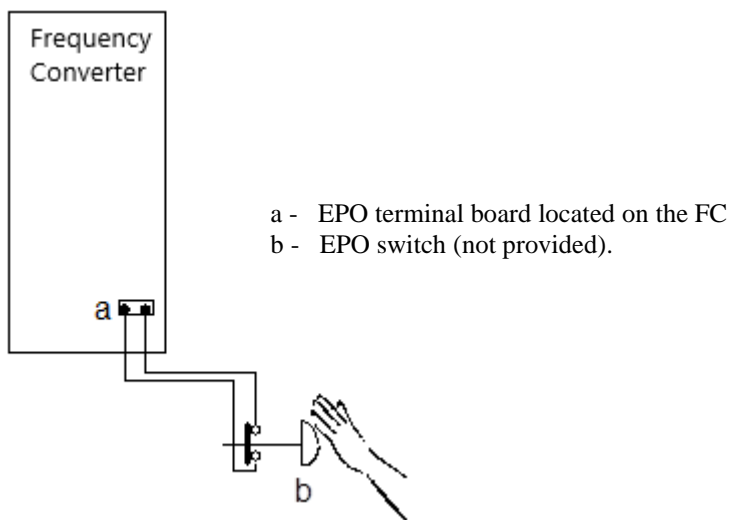 Frequency
Converter
a - EPO terminal board located on the FC
b - EPO switch (not provided).
a
b